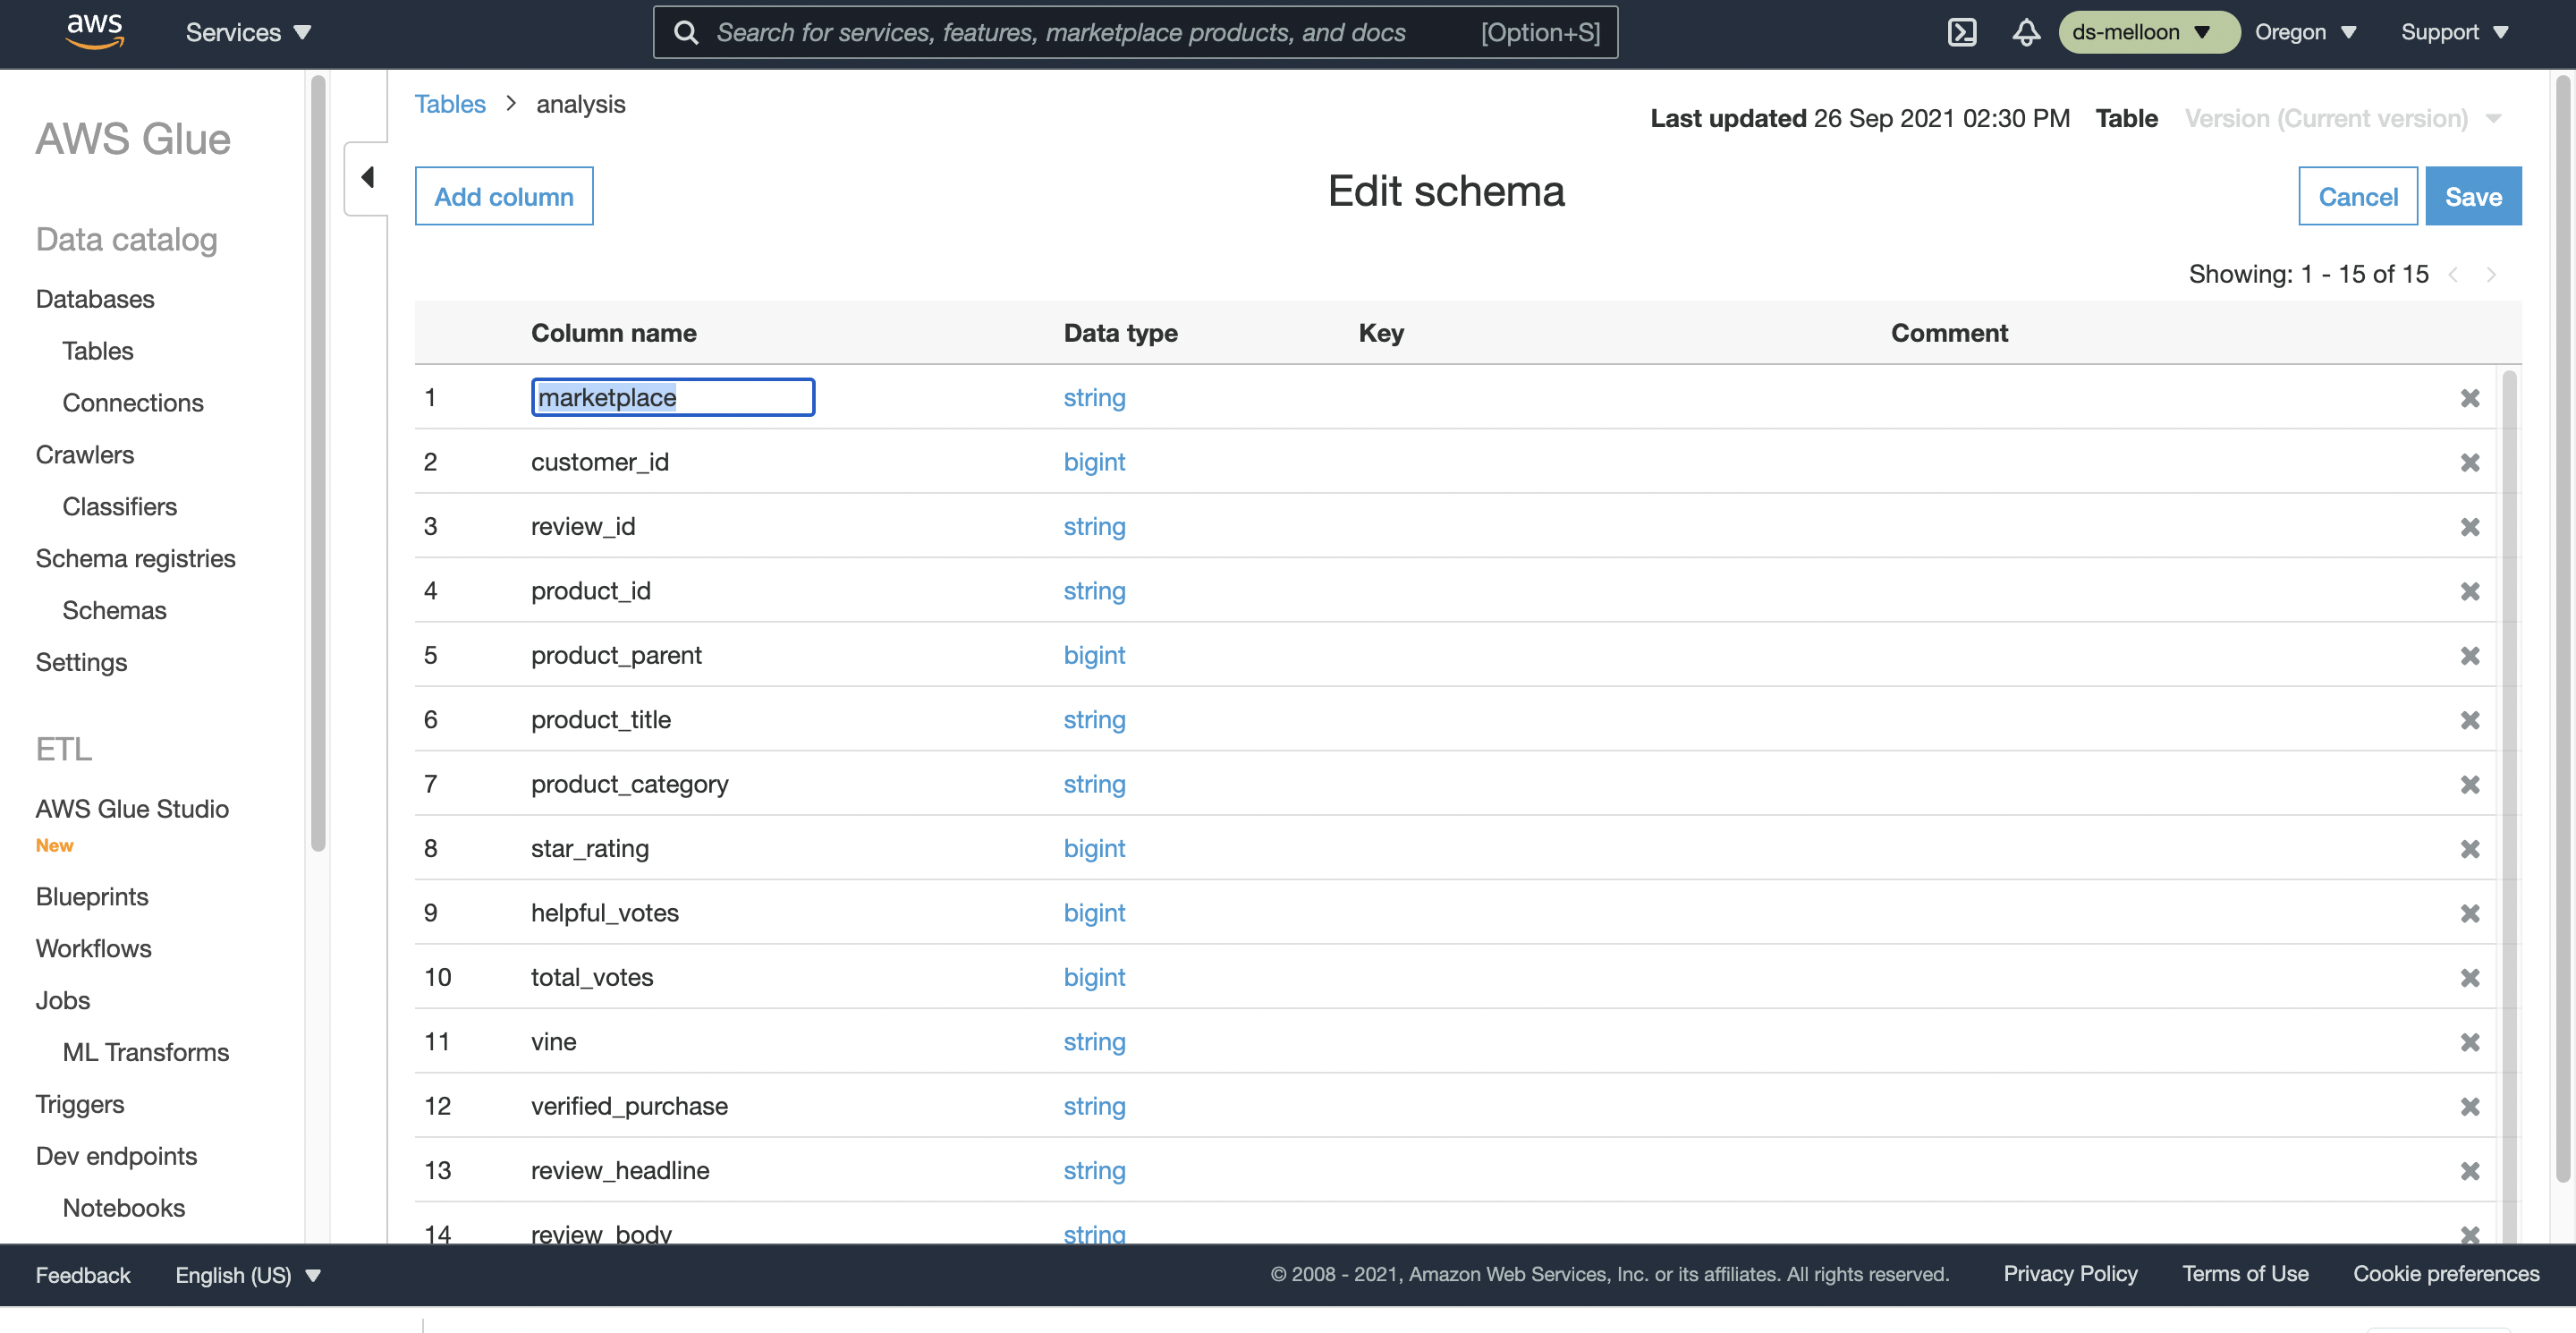 aws
Services
Search for services, features, marketplace products, and docs [Option+S]
ds-melloon
Oregon
Support
AWS Glue
Data catalog
Databases
Tables
Connections
Crawlers
Classifiers
Schema registries
Schemas
Settings
ETL
AWS Glue Studio
New
Blueprints
Workflows
Jobs
ML Transforms
Triggers
Dev endpoints
Notebooks
Tables > analysis
Last updated 26 Sep 2021 02:30 PM Table Version (Current version)
Add column
Edit schema
Cancel
Save
Showing: 1 - 15 of 15
Column name Data type Key Comment
1 marketplace string
2 customer_id bigint
3 review_id string
4 product_id string
5 product_parent bigint
6 product_title string
7 product_category string
8 star_rating bigint
9 helpful_votes bigint
10 total_votes bigint
11 vine string
12 verified_purchase string
13 review_headline string
14 review_body string
Feedback English (US) © 2008 - 2021, Amazon Web Services, Inc. or its affiliates. All rights reserved. Privacy Policy Terms of Use Cookie preferences